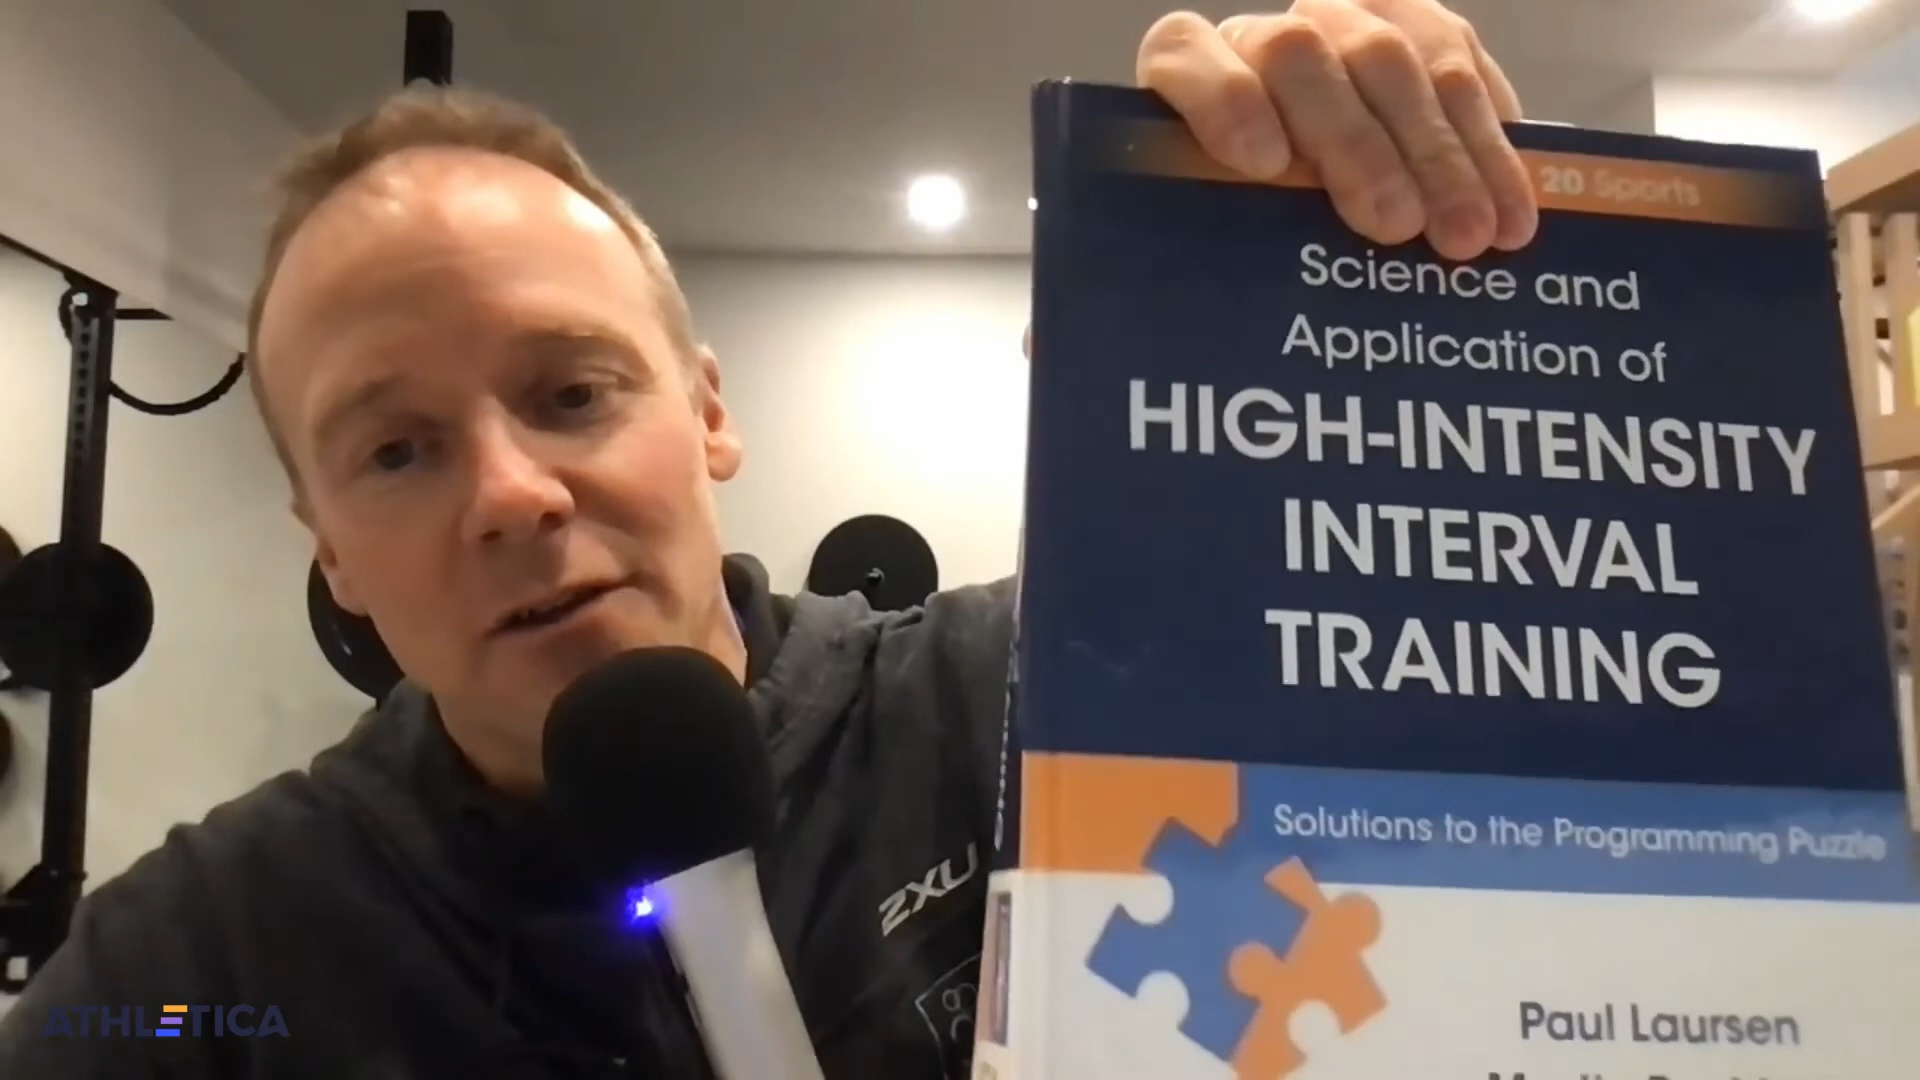 20 Sports
Science and
Application of
HIGH-INTENSITY
INTERVAL
TRAINING
Solutions to the Programming Puzzle
Paul Laursen
2XU
ATHLETICA